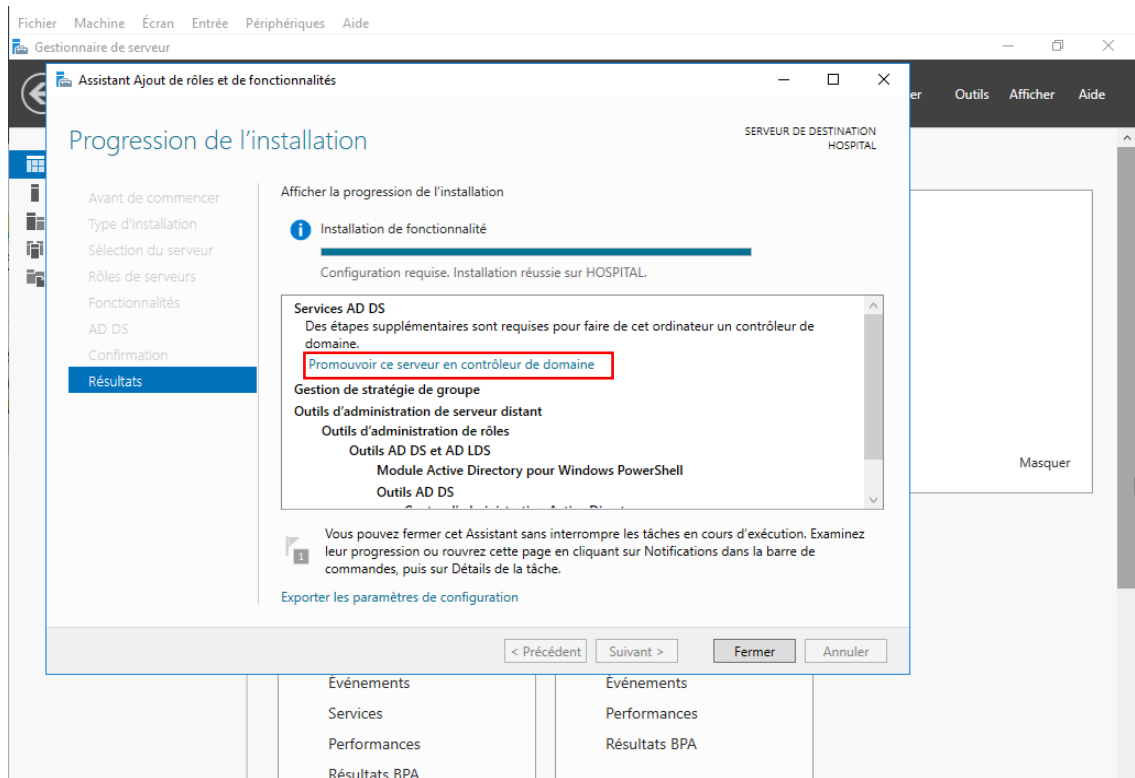 Fichier Machine Écran Entrée Périphériques Aide
Gestionnaire de serveur
Assistant Ajout de rôles et de fonctionnalités
er Outils Afficher Aide
Progression de l'installation
SERVEUR DE DESTINATION
HOSPITAL
Avant de commencer
Type d'installation
Sélection du serveur
Rôles de serveurs
Fonctionnalités
AD DS
Confirmation
Résultats
Afficher la progression de l'installation
Installation de fonctionnalité
Configuration requise. Installation réussie sur HOSPITAL.
Services AD DS
Des étapes supplémentaires sont requises pour faire de cet ordinateur un contrôleur de
domaine.
Promouvoir ce serveur en contrôleur de domaine
Gestion de stratégie de groupe
Outils d'administration de serveur distant
Outils d'administration de rôles
Outils AD DS et AD LDS
Module Active Directory pour Windows PowerShell
Outils AD DS
Vous pouvez fermer cet Assistant sans interrompre les tâches en cours d'exécution. Examinez
leur progression ou rouvrez cette page en cliquant sur Notifications dans la barre de
commandes, puis sur Détails de la tâche.
1
Exporter les paramètres de configuration
< Précédent Suivant > Fermer Annuler
Masquer
Événements
Services
Performances
Résultats BPA
Événements
Performances
Résultats BPA